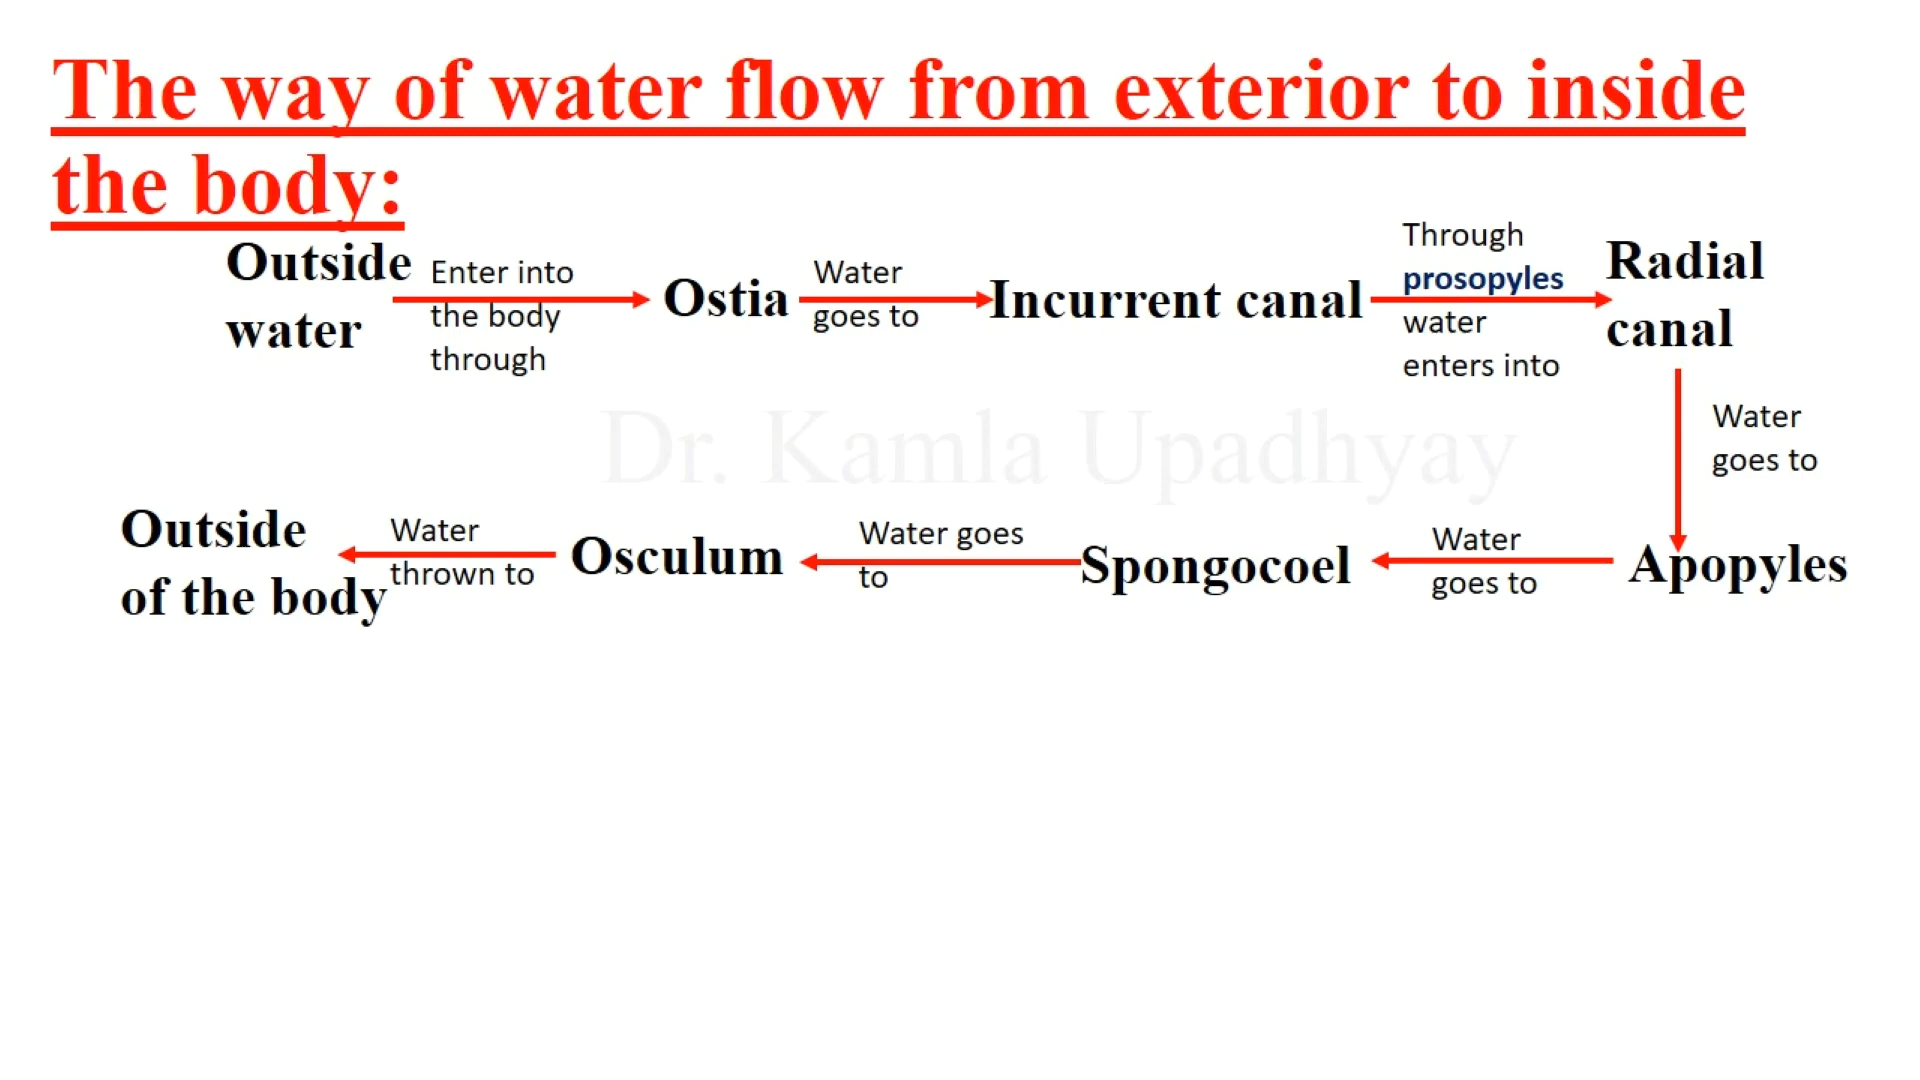 The way of water flow from exterior to inside
the body:
Outside
water
Enter into
the body
through
Ostia
Water
goes to
Incurrent canal
Through
prosopyles
water
enters into
Radial
canal
Water
goes to
Dr. Kamla Upadhyay
Apopyles
Water
goes to
Spongocoel
Water goes
to
Osculum
Water
thrown to
Outside
of the body